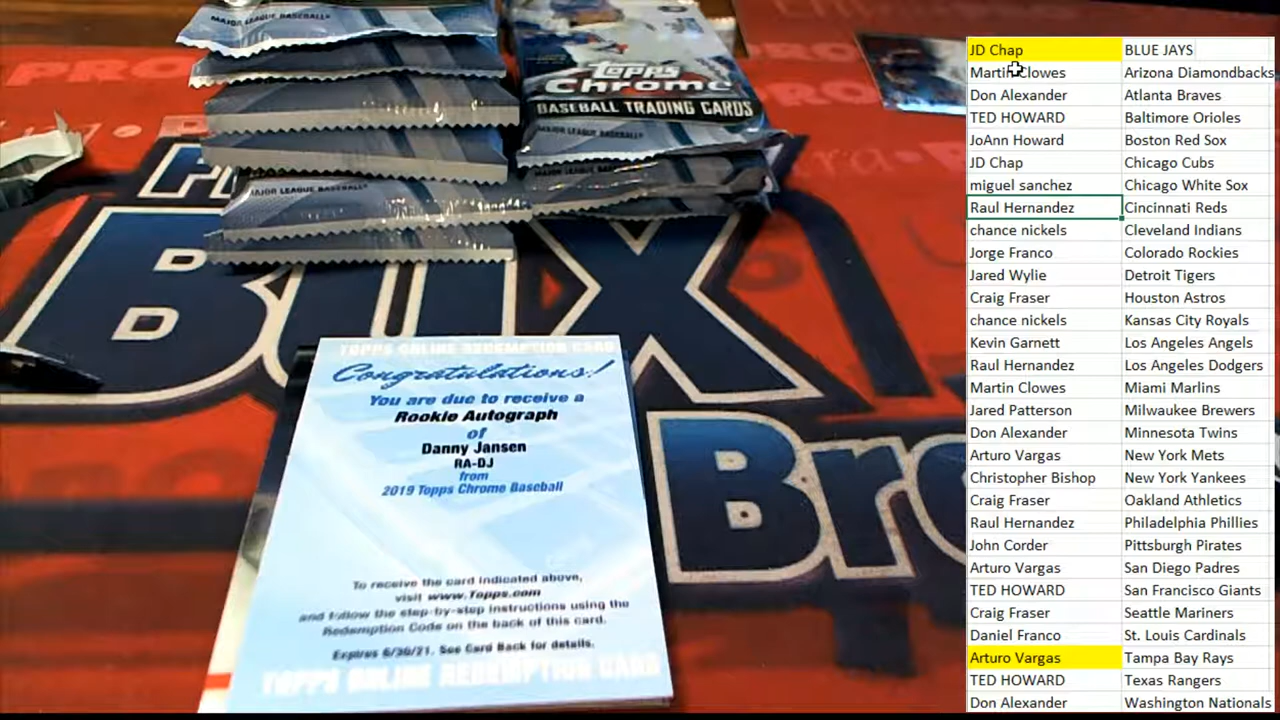 MAJOR LEAGUE BASEBALL
Topps
Chrome
BASEBALL TRADING CARDS
MAJOR LEAGUE BASEBALL
MAJOR LEAGUE BASEBALL
BOX
Bro
TOPPS ONLINE REDEMPTION CARD
Congratulations!
You are due to receive a
Rookie Autograph
of
Danny Jansen
RA-DJ
from
2019 Topps Chrome Baseball
To receive the card indicated above,
visit www.Topps.com
and follow the step-by-step instructions using the
Redemption Code on the back of this card.
Expires 6/30/21. See Card Back for details.
TOPPS ONLINE REDEMPTION CARD
JD Chap BLUE JAYS
Martin Clowes Arizona Diamondbacks
Don Alexander Atlanta Braves
TED HOWARD Baltimore Orioles
JoAnn Howard Boston Red Sox
JD Chap Chicago Cubs
miguel sanchez Chicago White Sox
Raul Hernandez Cincinnati Reds
chance nickels Cleveland Indians
Jorge Franco Colorado Rockies
Jared Wylie Detroit Tigers
Craig Fraser Houston Astros
chance nickels Kansas City Royals
Kevin Garnett Los Angeles Angels
Raul Hernandez Los Angeles Dodgers
Martin Clowes Miami Marlins
Jared Patterson Milwaukee Brewers
Don Alexander Minnesota Twins
Arturo Vargas New York Mets
Christopher Bishop New York Yankees
Craig Fraser Oakland Athletics
Raul Hernandez Philadelphia Phillies
John Corder Pittsburgh Pirates
Arturo Vargas San Diego Padres
TED HOWARD San Francisco Giants
Craig Fraser Seattle Mariners
Daniel Franco St. Louis Cardinals
Arturo Vargas Tampa Bay Rays
TED HOWARD Texas Rangers
Don Alexander Washington Nationals